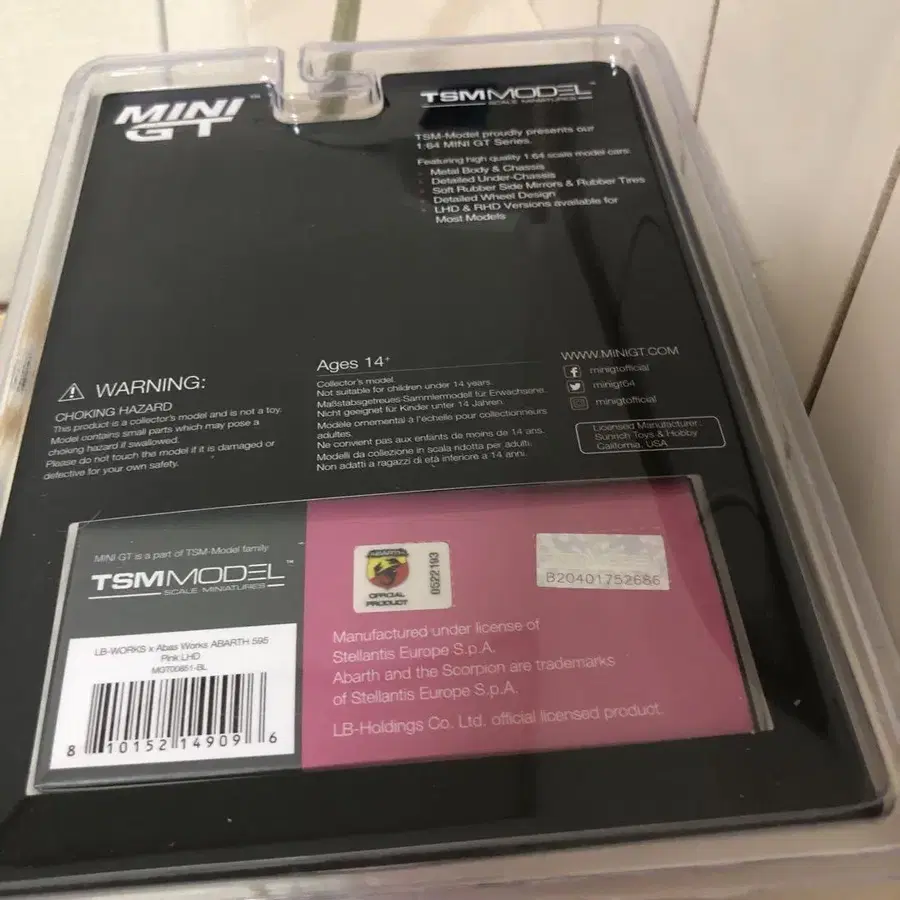 MINI GT™
TSMMODEL™
SCALE MINIATURES
TSM-Model proudly presents our
1:64 MINI GT Series.
Featuring high quality 1:64 scale model cars:
- Metal Body & Chassis
- Detailed Under-Chassis
- Soft Rubber Side Mirrors & Rubber Tires
- Detailed Wheel Design
- LHD & RHD Versions available for
Most Models
WARNING:
CHOKING HAZARD
This product is a collector's model and is not a toy.
Model contains small parts which may pose a
choking hazard if swallowed.
Please do not touch the model if it is damaged or
defective for your own safety.
Ages 14+
Collector's model.
Not suitable for children under 14 years.
Maßstabsgetreues-Sammlermodell für Erwachsene.
Nicht geeignet für Kinder unter 14 Jahren.
Modèle ornemental à l'échelle pour collectionneurs
adultes.
Ne convient pas aux enfants de moins de 14 ans.
Modelli da collezione in scala ridotta per adulti.
Non adatti a ragazzi di età inferiore a 14 anni.
WWW.MINIGT.COM
minigtofficial
minigt64
minigtofficial
Licensed Manufacturer:
Sunrich Toys & Hobby
California, USA
MINI GT is a part of TSM-Model family
TSMMODEL™
SCALE MINIATURES
LB-WORKS x Abas Works ABARTH 595
Pink LHD
MGT00851-BL
8 10152 14909 6
ABARTH
OFFICIAL
PRODUCT
0522193
B20401752686
Manufactured under license of
Stellantis Europe S.p.A.
Abarth and the Scorpion are trademarks
of Stellantis Europe S.p.A.
LB-Holdings Co. Ltd. official licensed product.